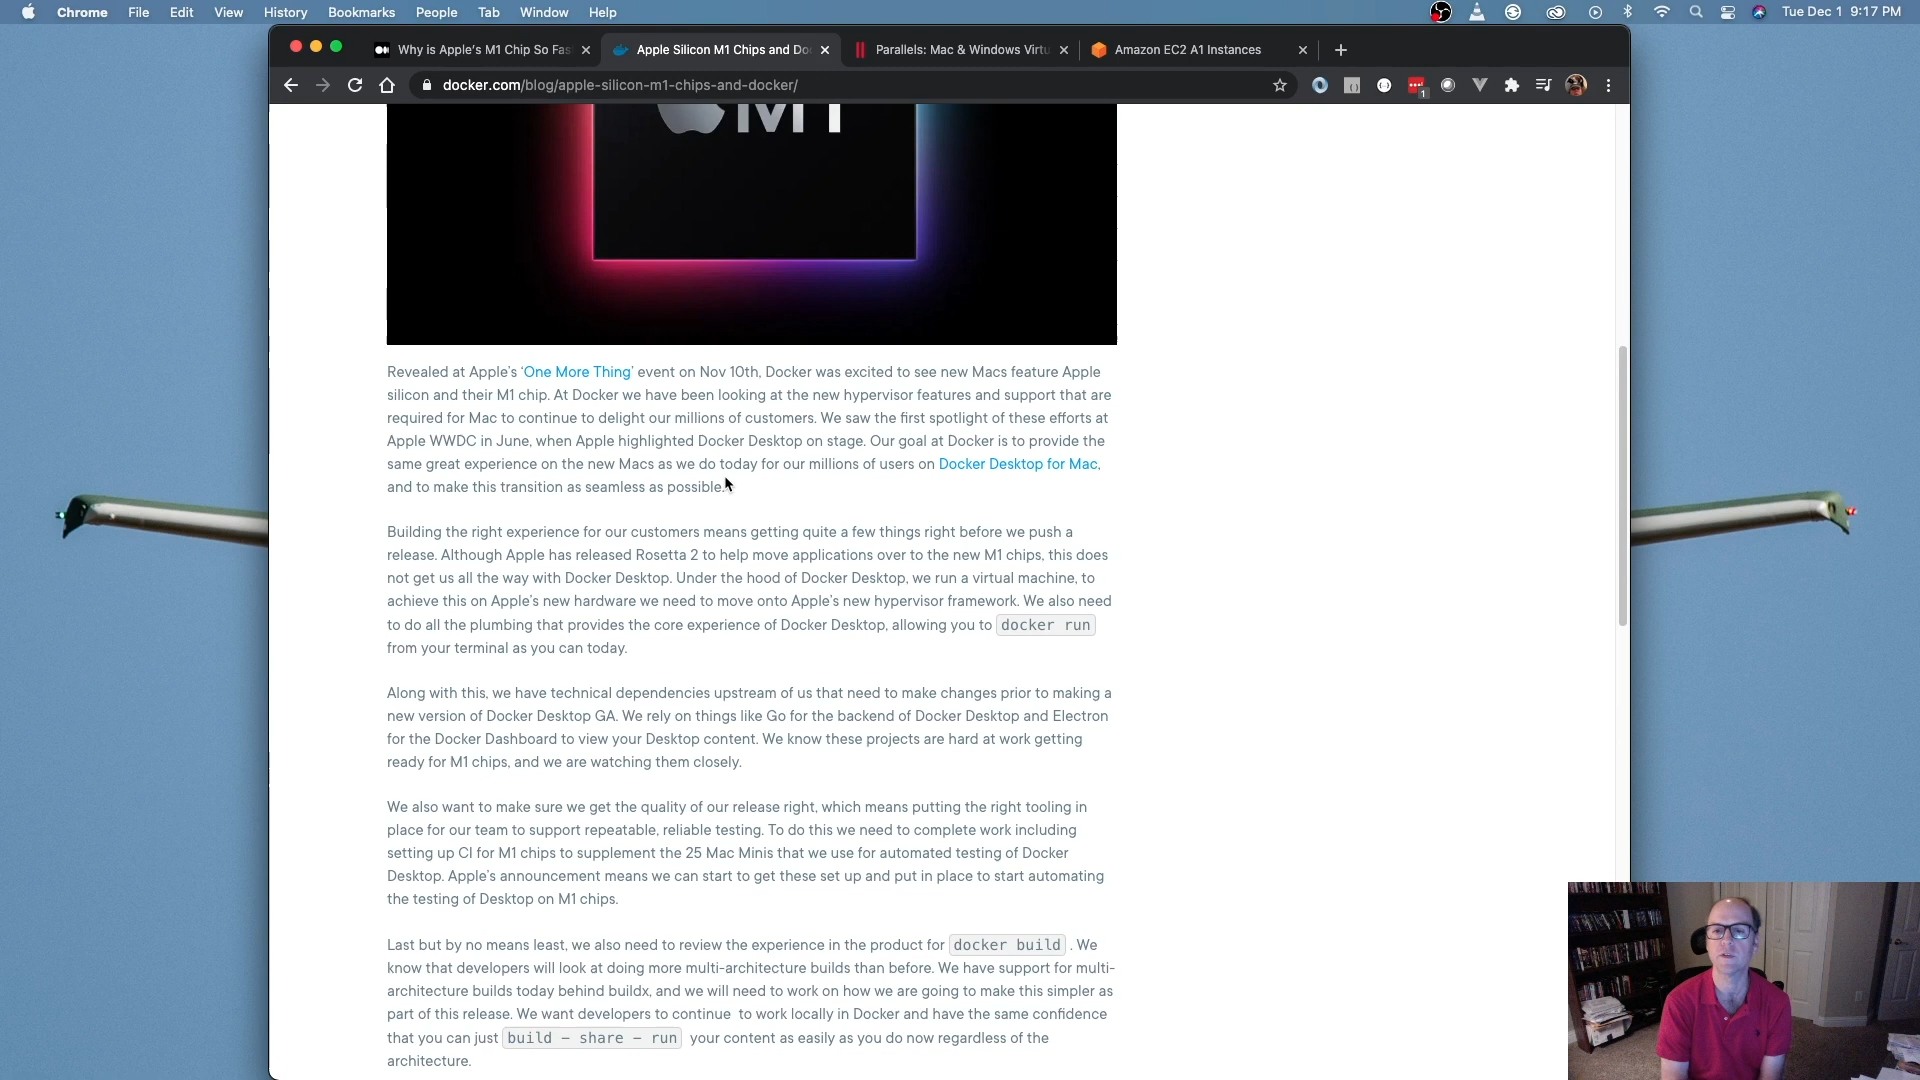 Chrome File Edit View History Bookmarks People Tab Window Help Tue Dec 1 9:17 PM
Why is Apple's M1 Chip So Fas Apple Silicon M1 Chips and Do Parallels: Mac & Windows Virtu Amazon EC2 A1 Instances
docker.com/blog/apple-silicon-m1-chips-and-docker/
1
M1
Revealed at Apple's ‘One More Thing’ event on Nov 10th, Docker was excited to see new Macs feature Apple
silicon and their M1 chip. At Docker we have been looking at the new hypervisor features and support that are
required for Mac to continue to delight our millions of customers. We saw the first spotlight of these efforts at
Apple WWDC in June, when Apple highlighted Docker Desktop on stage. Our goal at Docker is to provide the
same great experience on the new Macs as we do today for our millions of users on Docker Desktop for Mac,
and to make this transition as seamless as possible.
Building the right experience for our customers means getting quite a few things right before we push a
release. Although Apple has released Rosetta 2 to help move applications over to the new M1 chips, this does
not get us all the way with Docker Desktop. Under the hood of Docker Desktop, we run a virtual machine, to
achieve this on Apple's new hardware we need to move onto Apple's new hypervisor framework. We also need
to do all the plumbing that provides the core experience of Docker Desktop, allowing you to docker run
from your terminal as you can today.
Along with this, we have technical dependencies upstream of us that need to make changes prior to making a
new version of Docker Desktop GA. We rely on things like Go for the backend of Docker Desktop and Electron
for the Docker Dashboard to view your Desktop content. We know these projects are hard at work getting
ready for M1 chips, and we are watching them closely.
We also want to make sure we get the quality of our release right, which means putting the right tooling in
place for our team to support repeatable, reliable testing. To do this we need to complete work including
setting up CI for M1 chips to supplement the 25 Mac Minis that we use for automated testing of Docker
Desktop. Apple's announcement means we can start to get these set up and put in place to start automating
the testing of Desktop on M1 chips.
Last but by no means least, we also need to review the experience in the product for docker build . We
know that developers will look at doing more multi-architecture builds than before. We have support for multi-
architecture builds today behind buildx, and we will need to work on how we are going to make this simpler as
part of this release. We want developers to continue to work locally in Docker and have the same confidence
that you can just build – share – run your content as easily as you do now regardless of the
architecture.